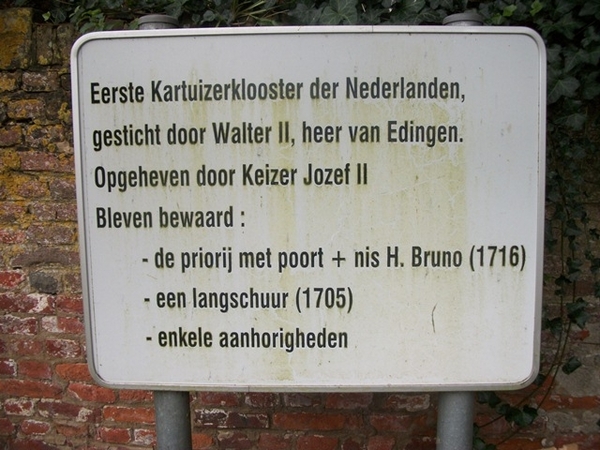 Eerste Kartuizerklooster der Nederlanden,
gesticht door Walter II, heer van Edingen.
Opgeheven door Keizer Jozef II
Bleven bewaard :
- de priorij met poort + nis H. Bruno (1716)
- een langschuur (1705)
- enkele aanhorigheden